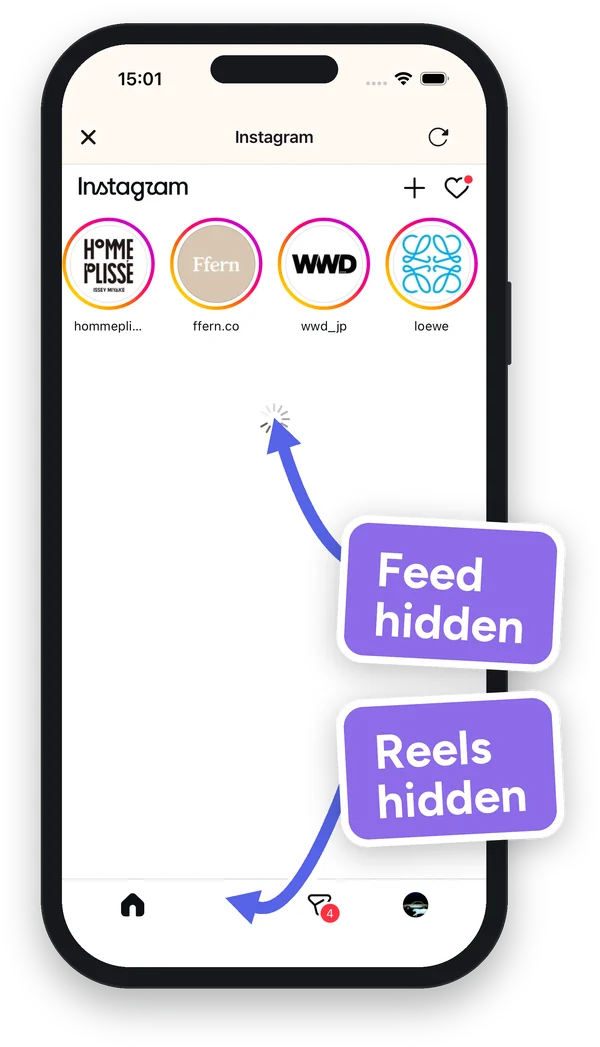 15:01
Instagram
Instagram
HOMME
PLISSÉ
ISSEY MIYAKE
Ffern
WWD
hommepli...
ffern.co
wwd_jp
loewe
Feed
hidden
Reels
hidden
4